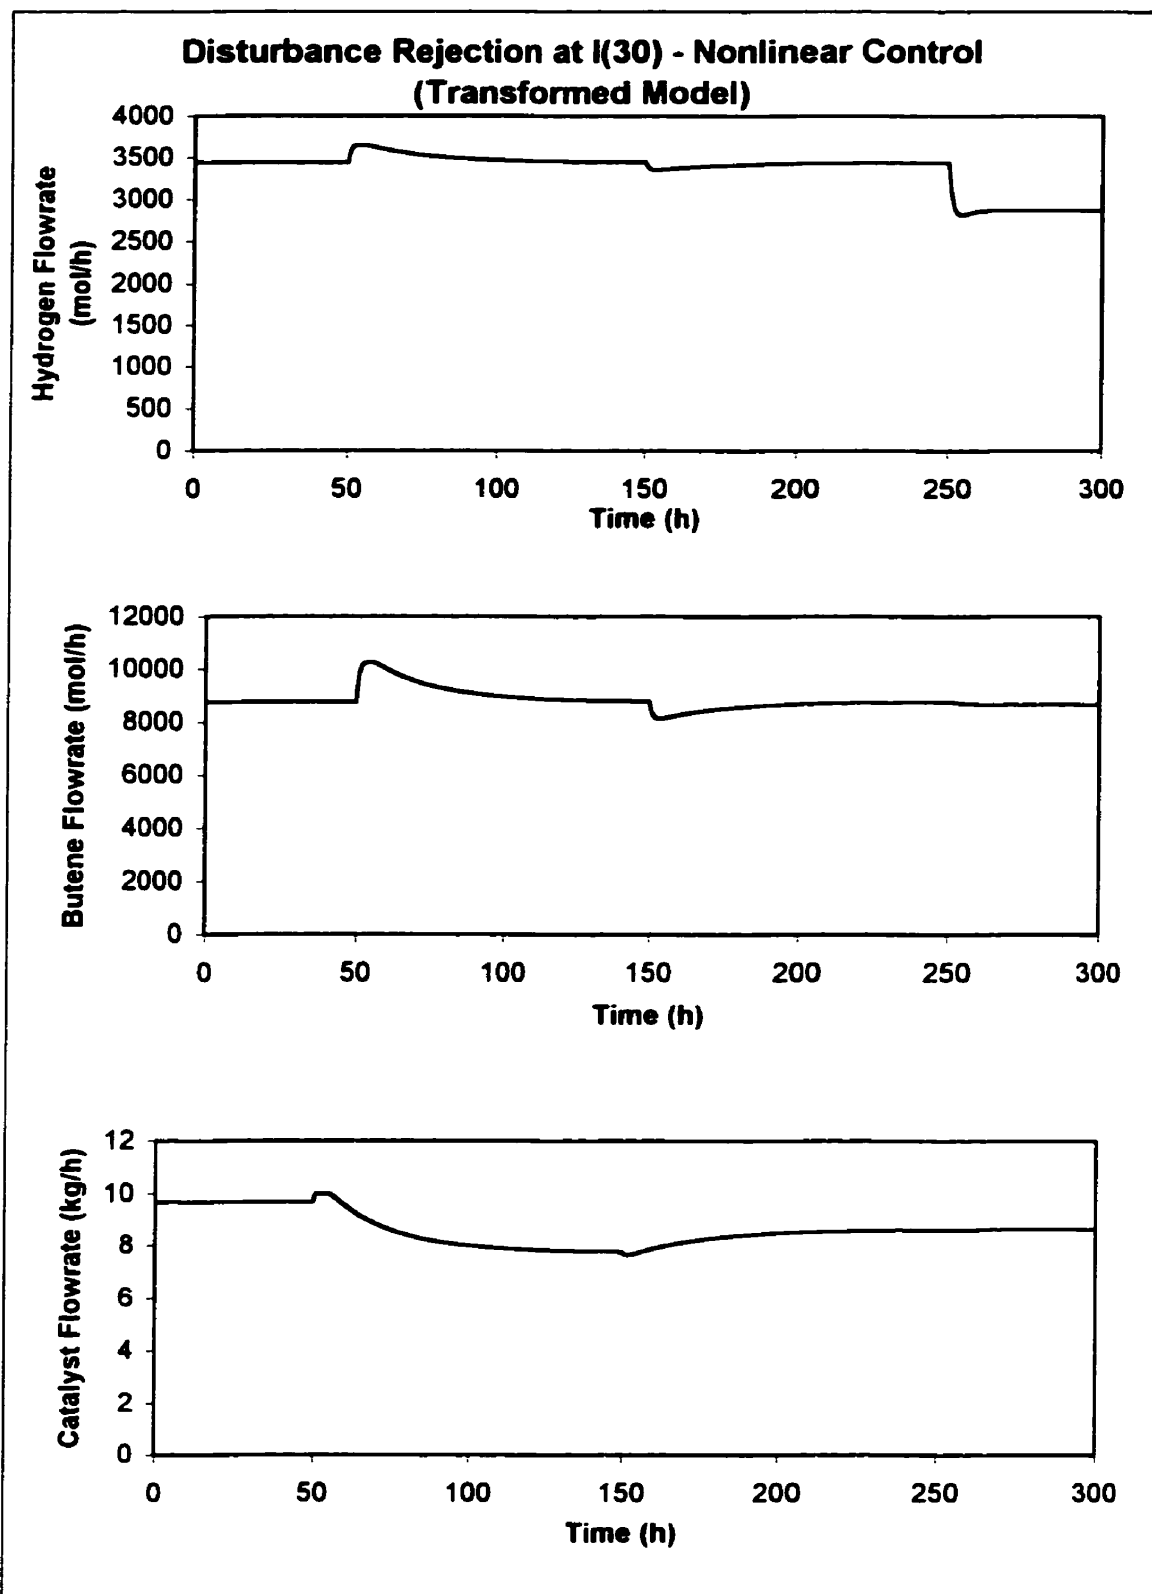 Disturbance Rejection at I(30) - Nonlinear Control
(Transformed Model)
Hydrogen Flowrate
(mol/h)
4000
3500
3000
2500
2000
1500
1000
500
0
0 50 100 150 200 250 300
Time (h)
Butene Flowrate (mol/h)
12000
10000
8000
6000
4000
2000
0
0 50 100 150 200 250 300
Time (h)
Catalyst Flowrate (kg/h)
12
10
8
6
4
2
0
0 50 100 150 200 250 300
Time (h)